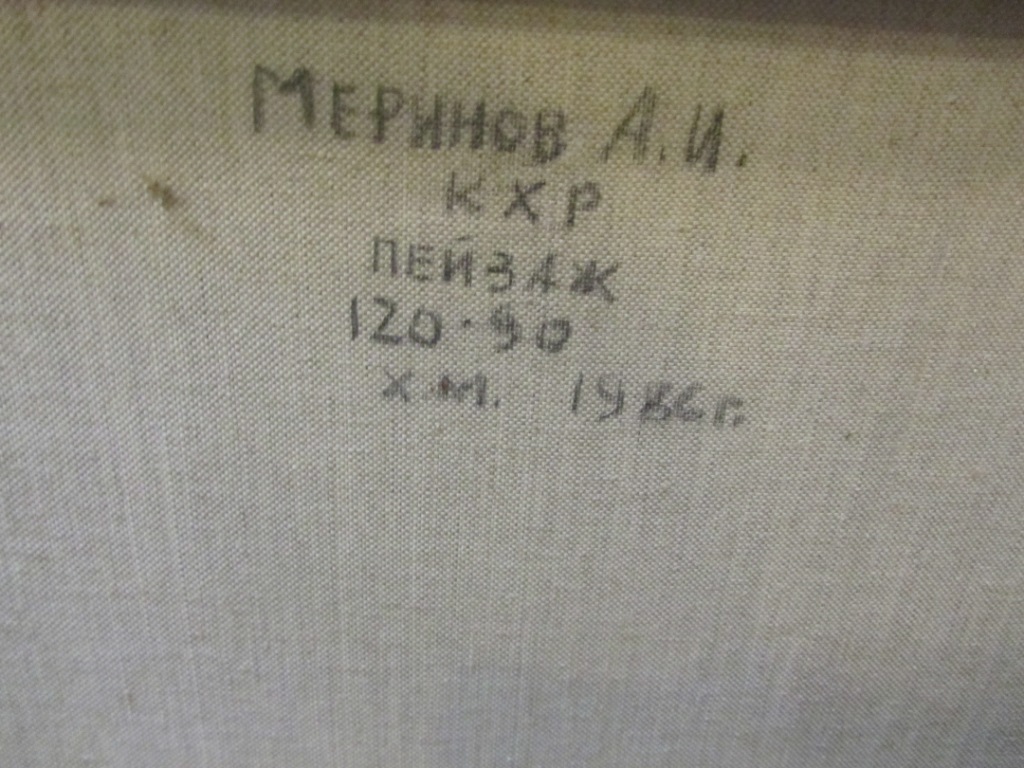 МЕРИНОВ А.И.
КХР
ПЕЙЗАЖ
120·90
Х.М. 1986г.